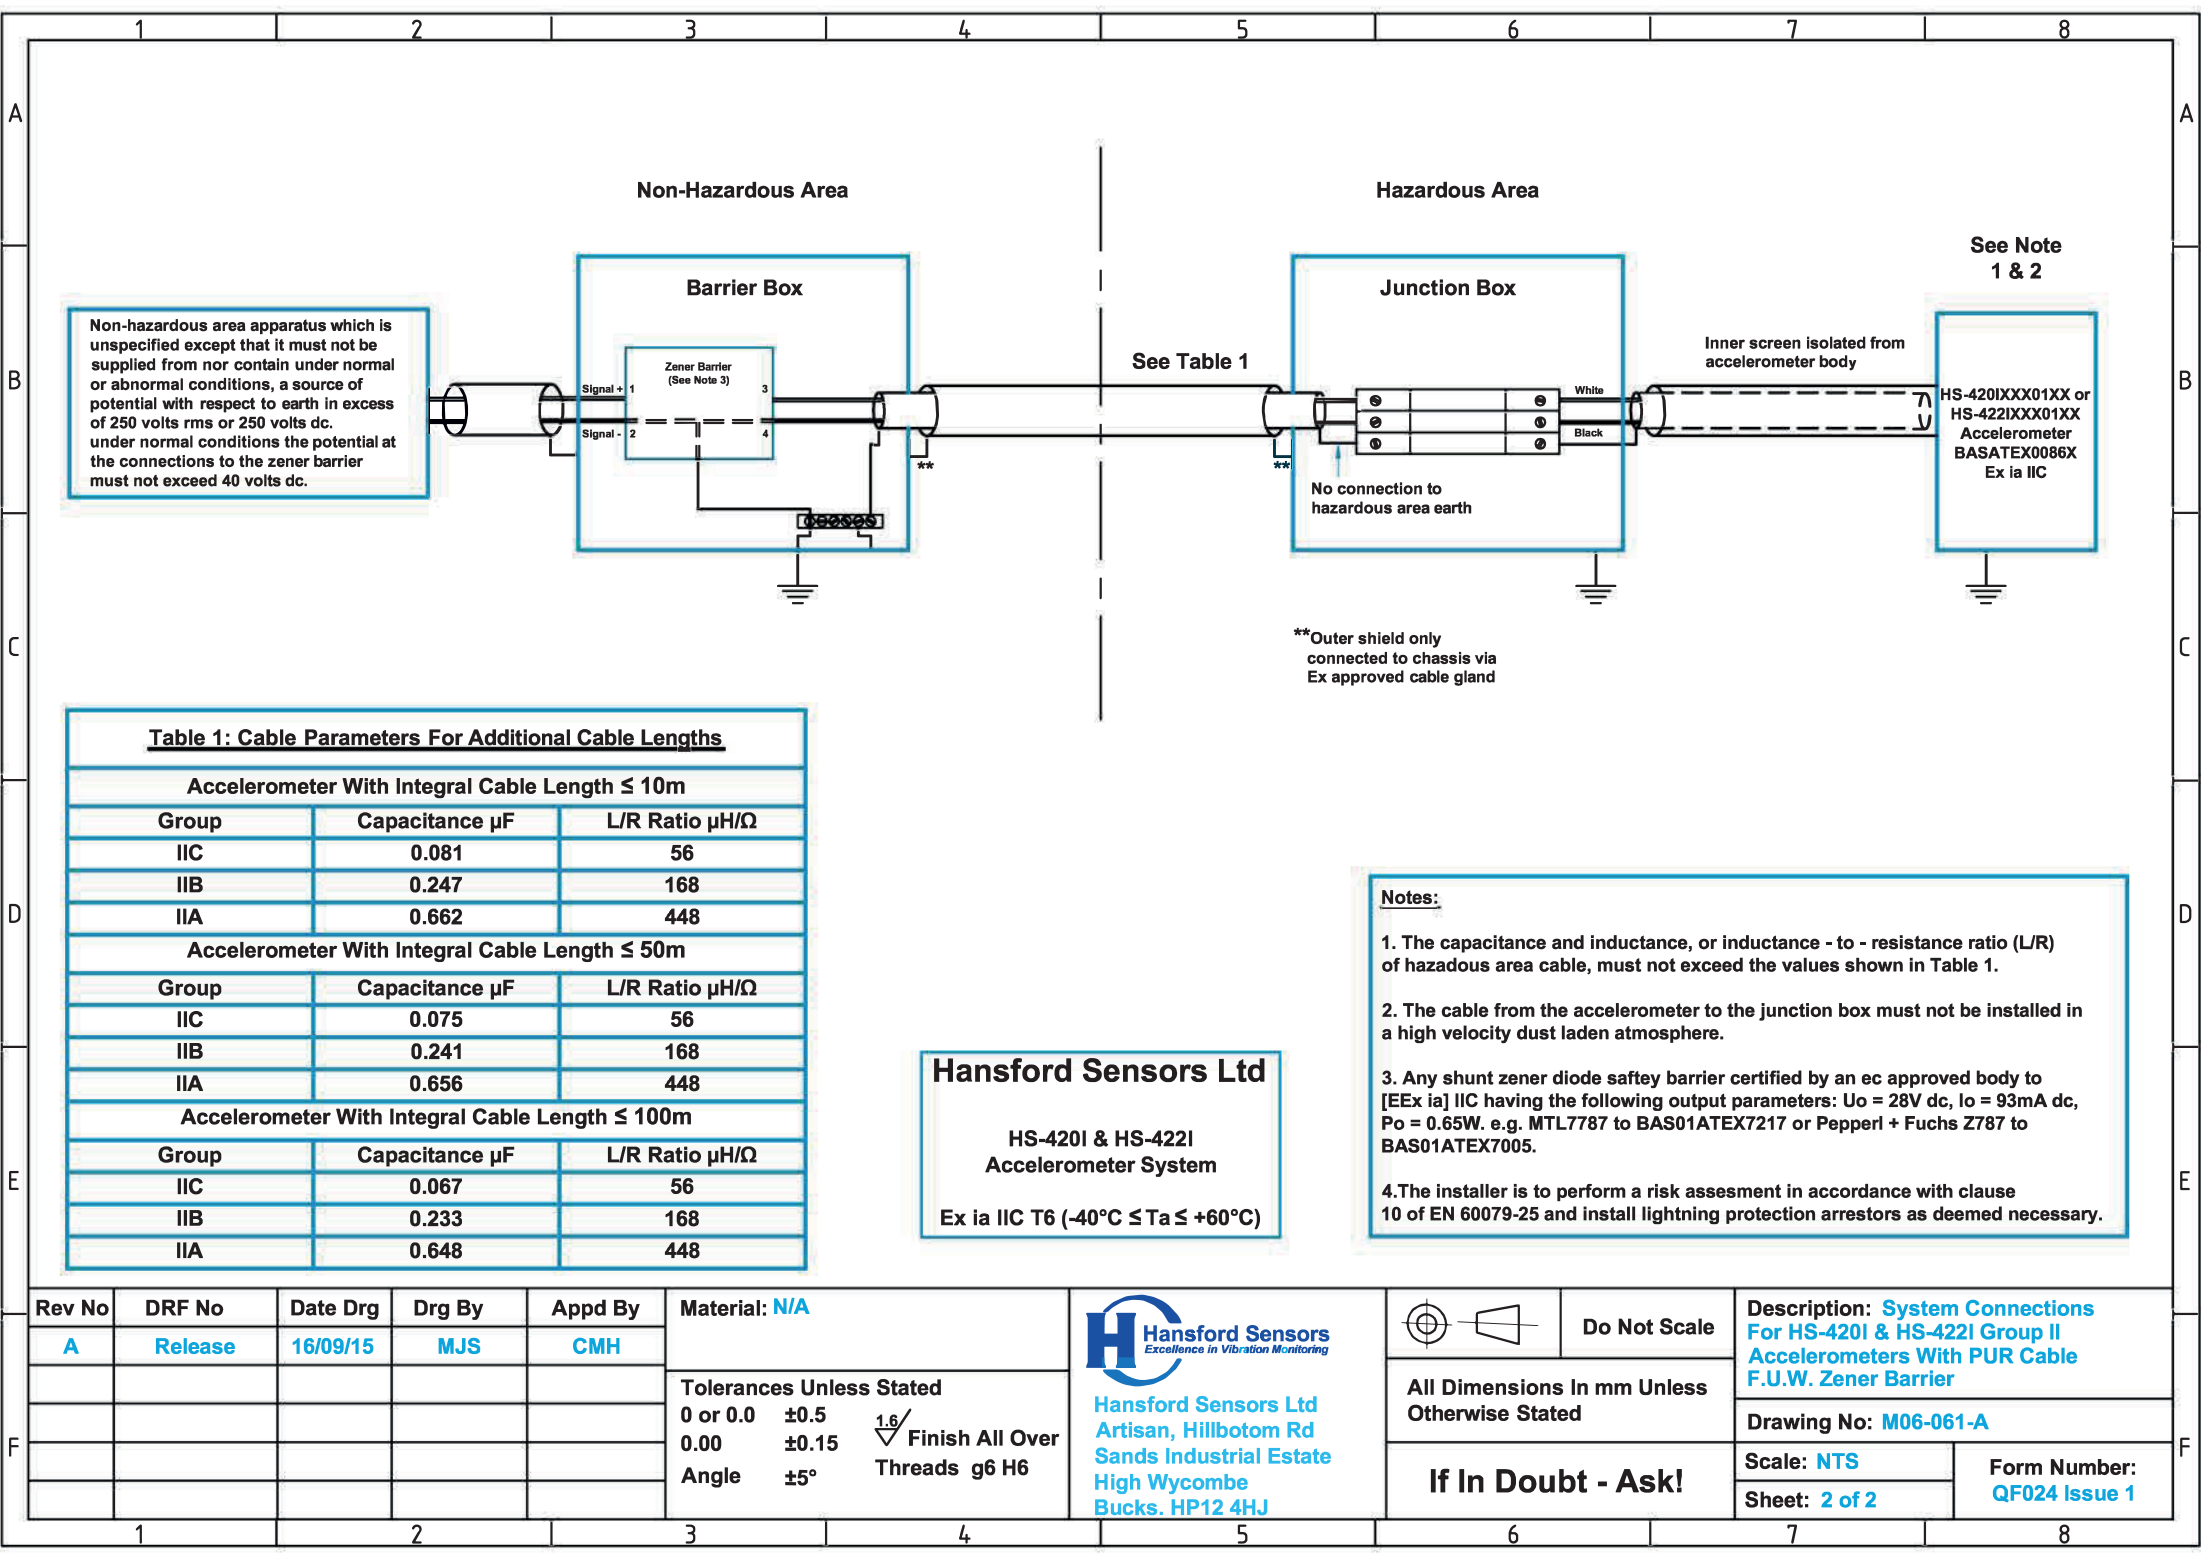 1 2 3 4 5 6 7 8
A A
Non-Hazardous Area
Hazardous Area
See Note
1 & 2
Barrier Box
Junction Box
Non-hazardous area apparatus which is
unspecified except that it must not be
supplied from nor contain under normal
or abnormal conditions, a source of
potential with respect to earth in excess
of 250 volts rms or 250 volts dc.
under normal conditions the potential at
the connections to the zener barrier
must not exceed 40 volts dc.
B B
Zener Barrier
(See Note 3)
Signal + 1
3
Signal - 2
4
**
See Table 1
**
White
Black
No connection to
hazardous area earth
Inner screen isolated from
accelerometer body
HS-420IXXX01XX or
HS-422IXXX01XX
Accelerometer
BASATEX0086X
Ex ia IIC
C C
**Outer shield only
connected to chassis via
Ex approved cable gland
Table 1: Cable Parameters For Additional Cable Lengths
Accelerometer With Integral Cable Length ≤ 10m
Group Capacitance µF L/R Ratio µH/Ω
IIC 0.081 56
IIB 0.247 168
IIA 0.662 448
Accelerometer With Integral Cable Length ≤ 50m
Group Capacitance µF L/R Ratio µH/Ω
IIC 0.075 56
IIB 0.241 168
IIA 0.656 448
Accelerometer With Integral Cable Length ≤ 100m
Group Capacitance µF L/R Ratio µH/Ω
IIC 0.067 56
IIB 0.233 168
IIA 0.648 448
D D
Hansford Sensors Ltd
HS-420I & HS-422I
Accelerometer System
Ex ia IIC T6 (-40°C ≤ Ta ≤ +60°C)
Notes:
1. The capacitance and inductance, or inductance - to - resistance ratio (L/R)
of hazadous area cable, must not exceed the values shown in Table 1.
2. The cable from the accelerometer to the junction box must not be installed in
a high velocity dust laden atmosphere.
3. Any shunt zener diode saftey barrier certified by an ec approved body to
[EEx ia] IIC having the following output parameters: Uo = 28V dc, Io = 93mA dc,
Po = 0.65W. e.g. MTL7787 to BAS01ATEX7217 or Pepperl + Fuchs Z787 to
BAS01ATEX7005.
4.The installer is to perform a risk assesment in accordance with clause
10 of EN 60079-25 and install lightning protection arrestors as deemed necessary.
E E
Rev No DRF No Date Drg Drg By Appd By
A Release 16/09/15 MJS CMH
Material: N/A
Tolerances Unless Stated
0 or 0.0 ±0.5
0.00 ±0.15
Angle ±5°
1.6
Finish All Over
Threads g6 H6
H
Hansford Sensors
Excellence in Vibration Monitoring
Hansford Sensors Ltd
Artisan, Hillbotom Rd
Sands Industrial Estate
High Wycombe
Bucks. HP12 4HJ
Do Not Scale
All Dimensions In mm Unless
Otherwise Stated
If In Doubt - Ask!
Description: System Connections
For HS-420I & HS-422I Group II
Accelerometers With PUR Cable
F.U.W. Zener Barrier
Drawing No: M06-061-A
Scale: NTS
Sheet: 2 of 2
Form Number:
QF024 Issue 1
F F
1 2 3 4 5 6 7 8